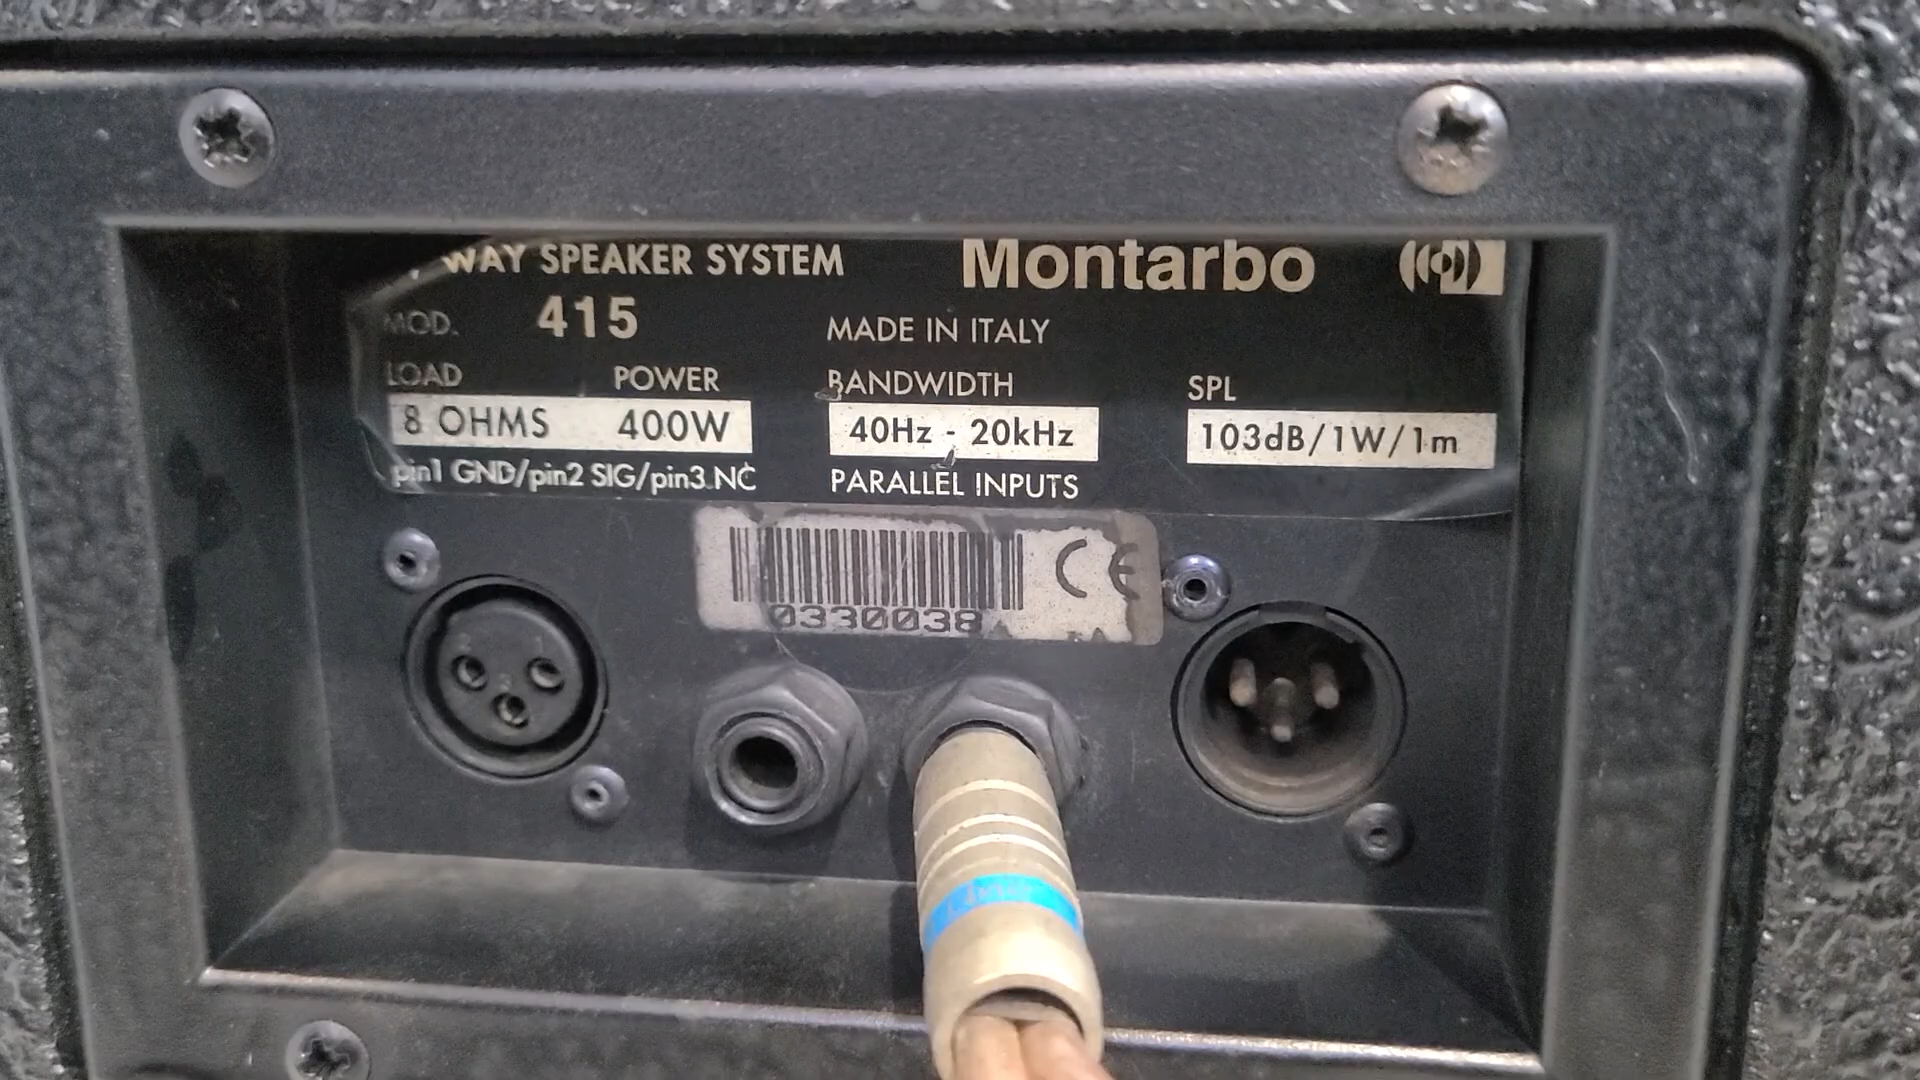 WAY SPEAKER SYSTEM
Montarbo
MOD. 415
MADE IN ITALY
LOAD POWER BANDWIDTH SPL
8 OHMS 400W 40Hz - 20kHz 103dB/1W/1m
pin1 GND/pin2 SIG/pin3 NC PARALLEL INPUTS
CE
0330038